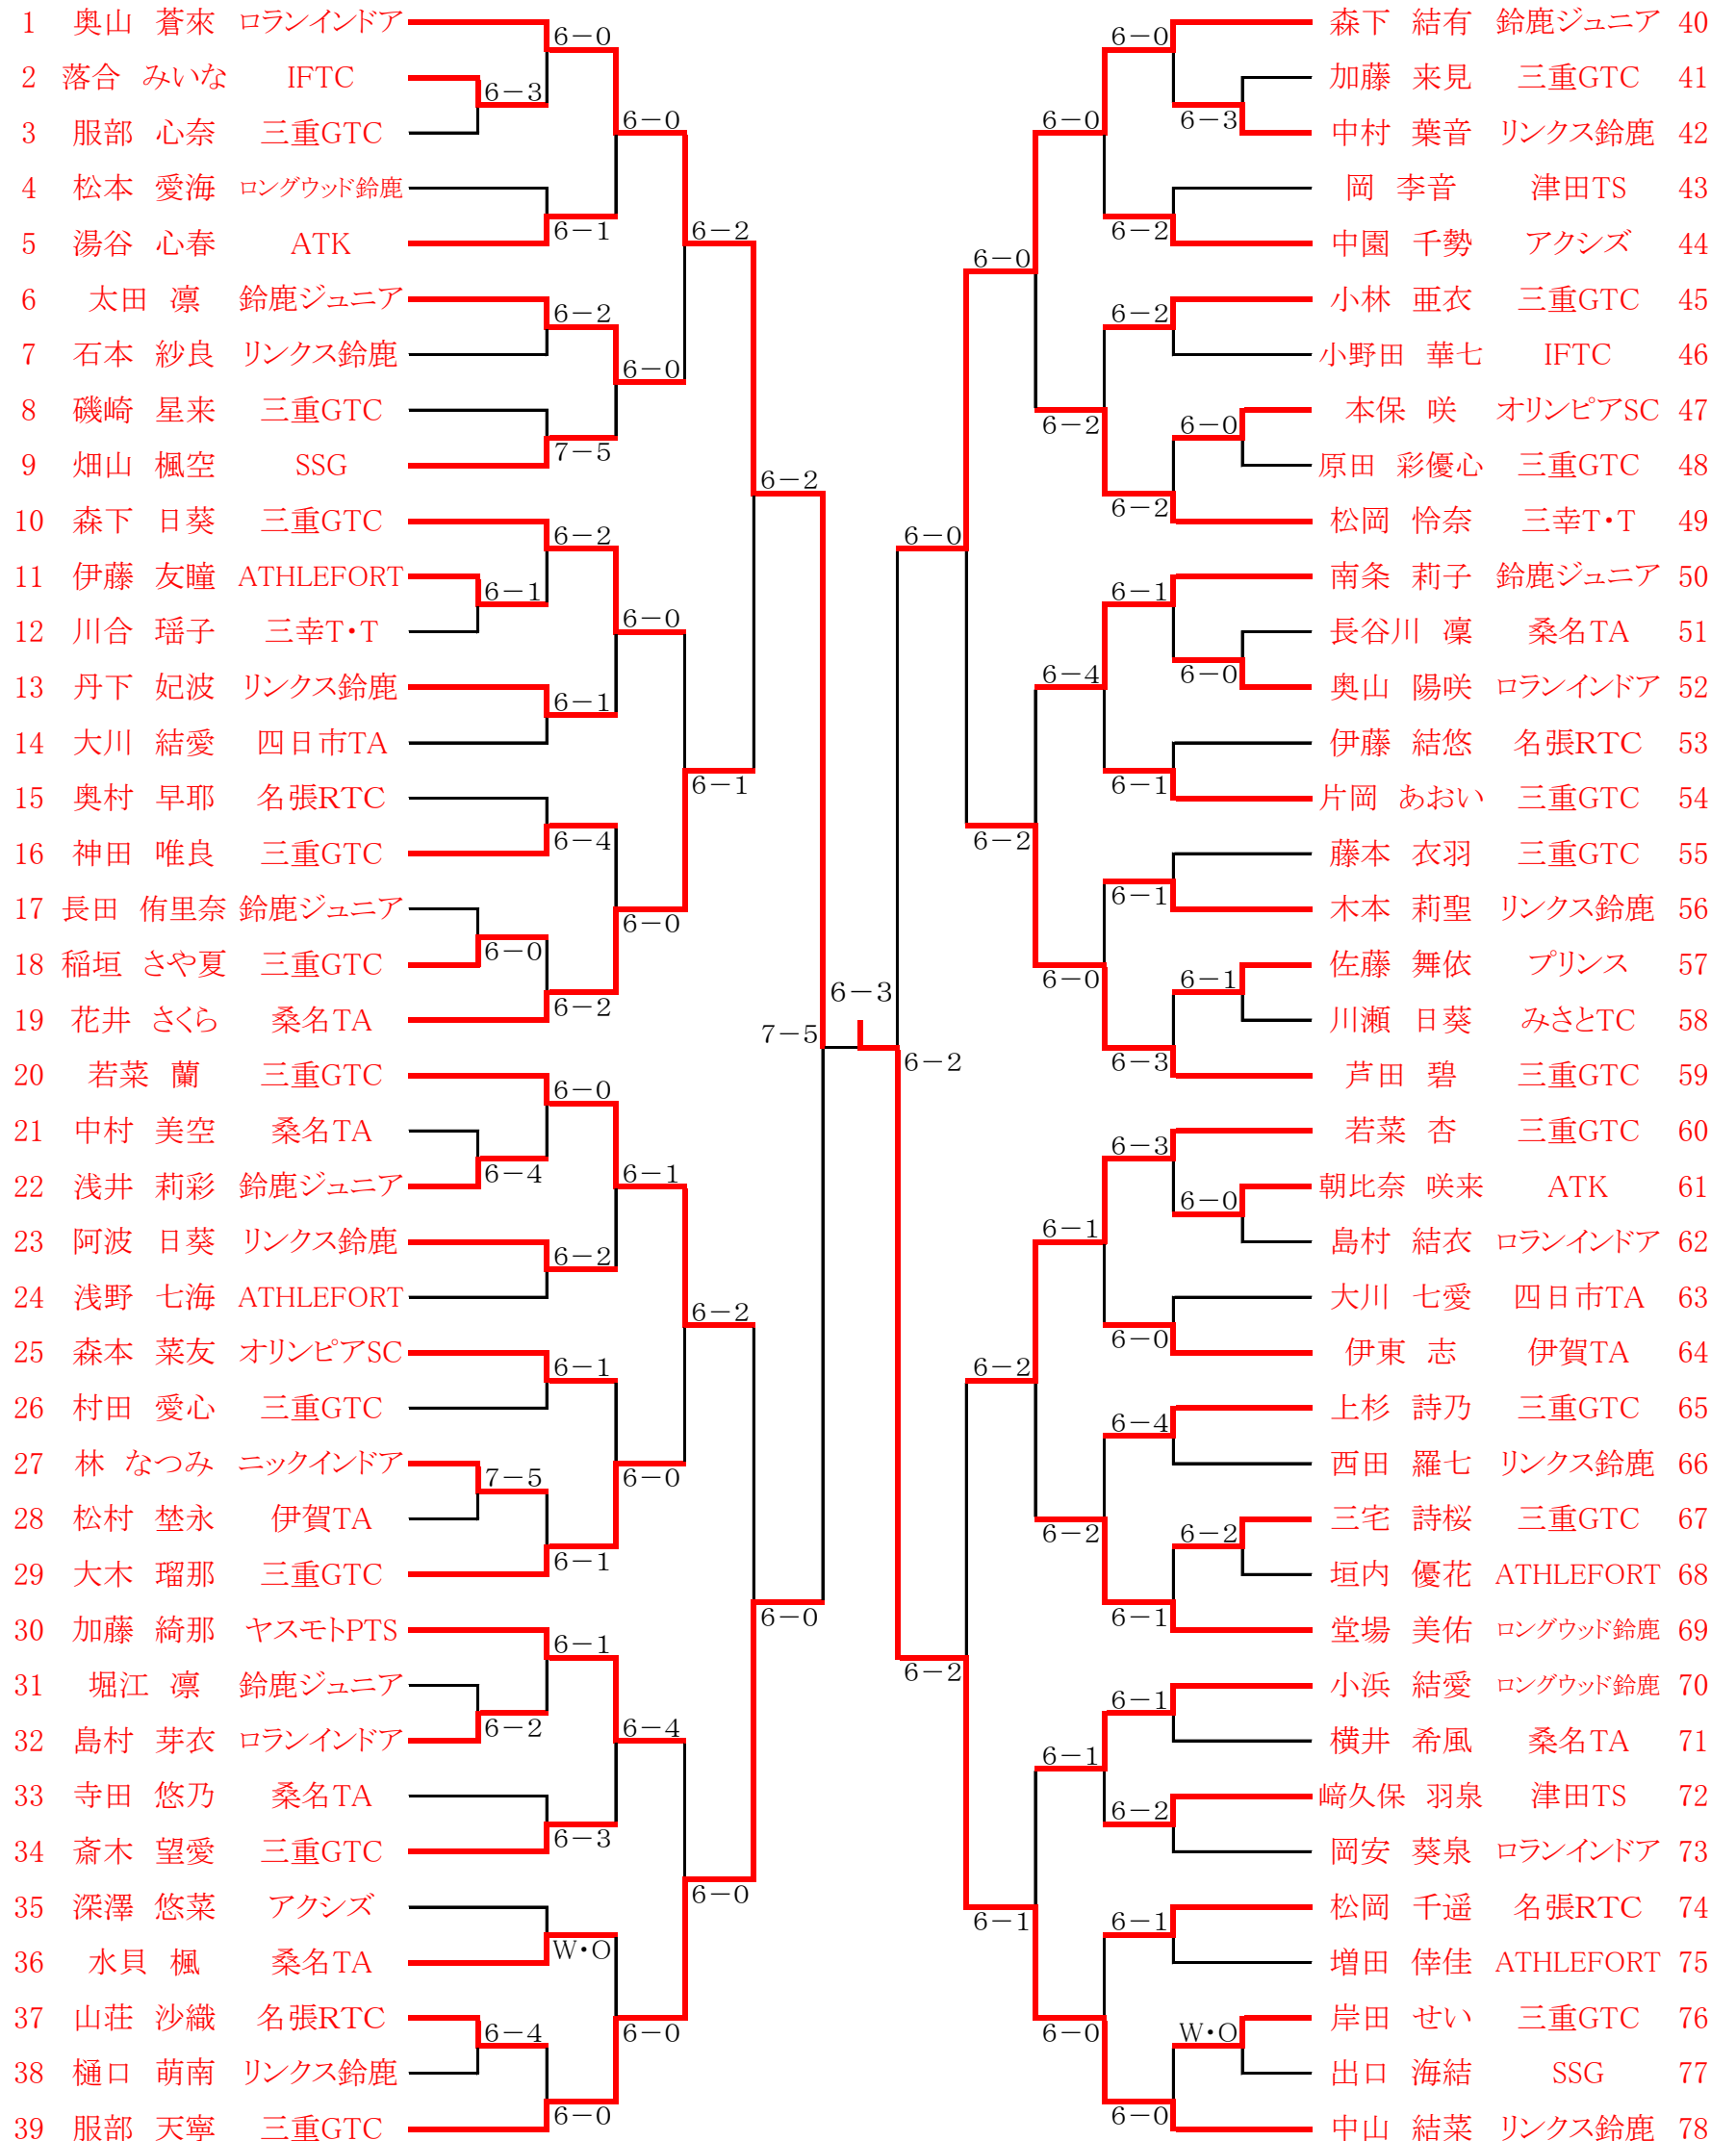 1 奥山 蒼來 ロランインドア
2 落合 みいな IFTC
3 服部 心奈 三重GTC
4 松本 愛海 ロングウッド鈴鹿
5 湯谷 心春 ATK
6 太田 凛 鈴鹿ジュニア
7 石本 紗良 リンクス鈴鹿
8 磯崎 星来 三重GTC
9 畑山 楓空 SSG
10 森下 日葵 三重GTC
11 伊藤 友瞳 ATHLEFORT
12 川合 瑶子 三幸T・T
13 丹下 妃波 リンクス鈴鹿
14 大川 結愛 四日市TA
15 奥村 早耶 名張RTC
16 神田 唯良 三重GTC
17 長田 侑里奈 鈴鹿ジュニア
18 稲垣 さや夏 三重GTC
19 花井 さくら 桑名TA
20 若菜 蘭 三重GTC
21 中村 美空 桑名TA
22 浅井 莉彩 鈴鹿ジュニア
23 阿波 日葵 リンクス鈴鹿
24 浅野 七海 ATHLEFORT
25 森本 菜友 オリンピアSC
26 村田 愛心 三重GTC
27 林 なつみ ニックインドア
28 松村 埜永 伊賀TA
29 大木 瑠那 三重GTC
30 加藤 綺那 ヤスモトPTS
31 堀江 凛 鈴鹿ジュニア
32 島村 芽衣 ロランインドア
33 寺田 悠乃 桑名TA
34 斎木 望愛 三重GTC
35 深澤 悠菜 アクシズ
36 水貝 楓 桑名TA
37 山荘 沙織 名張RTC
38 樋口 萌南 リンクス鈴鹿
39 服部 天寧 三重GTC
6-3
6-1
6-0
6-4
7-5
6-2
6-4
6-0
6-1
6-2
7-5
6-2
6-1
6-4
6-2
6-0
6-2
6-1
6-1
6-1
6-3
W・O
6-0
6-0
6-0
6-0
6-0
6-1
6-0
6-4
6-0
6-2
6-1
6-2
6-0
6-2
6-0
7-5
6-3
6-2
6-0
6-2
6-0
6-2
6-2
6-1
6-0
6-2
6-4
6-0
6-1
6-2
6-1
6-0
6-0
6-2
6-2
6-2
6-1
6-1
6-1
6-3
6-3
6-0
6-4
6-1
6-1
6-2
6-1
6-0
6-3
6-0
6-0
6-1
6-0
6-2
W・O
森下 結有 鈴鹿ジュニア 40
加藤 来見 三重GTC 41
中村 葉音 リンクス鈴鹿 42
岡 李音 津田TS 43
中園 千勢 アクシズ 44
小林 亜衣 三重GTC 45
小野田 華七 IFTC 46
本保 咲 オリンピアSC 47
原田 彩優心 三重GTC 48
松岡 怜奈 三幸T・T 49
南条 莉子 鈴鹿ジュニア 50
長谷川 凜 桑名TA 51
奥山 陽咲 ロランインドア 52
伊藤 結悠 名張RTC 53
片岡 あおい 三重GTC 54
藤本 衣羽 三重GTC 55
木本 莉聖 リンクス鈴鹿 56
佐藤 舞依 プリンス 57
川瀬 日葵 みさとTC 58
芦田 碧 三重GTC 59
若菜 杏 三重GTC 60
朝比奈 咲来 ATK 61
島村 結衣 ロランインドア 62
大川 七愛 四日市TA 63
伊東 志 伊賀TA 64
上杉 詩乃 三重GTC 65
西田 羅七 リンクス鈴鹿 66
三宅 詩桜 三重GTC 67
垣内 優花 ATHLEFORT 68
堂場 美佑 ロングウッド鈴鹿 69
小浜 結愛 ロングウッド鈴鹿 70
横井 希風 桑名TA 71
﨑久保 羽泉 津田TS 72
岡安 葵泉 ロランインドア 73
松岡 千遥 名張RTC 74
増田 倖佳 ATHLEFORT 75
岸田 せい 三重GTC 76
出口 海結 SSG 77
中山 結菜 リンクス鈴鹿 78